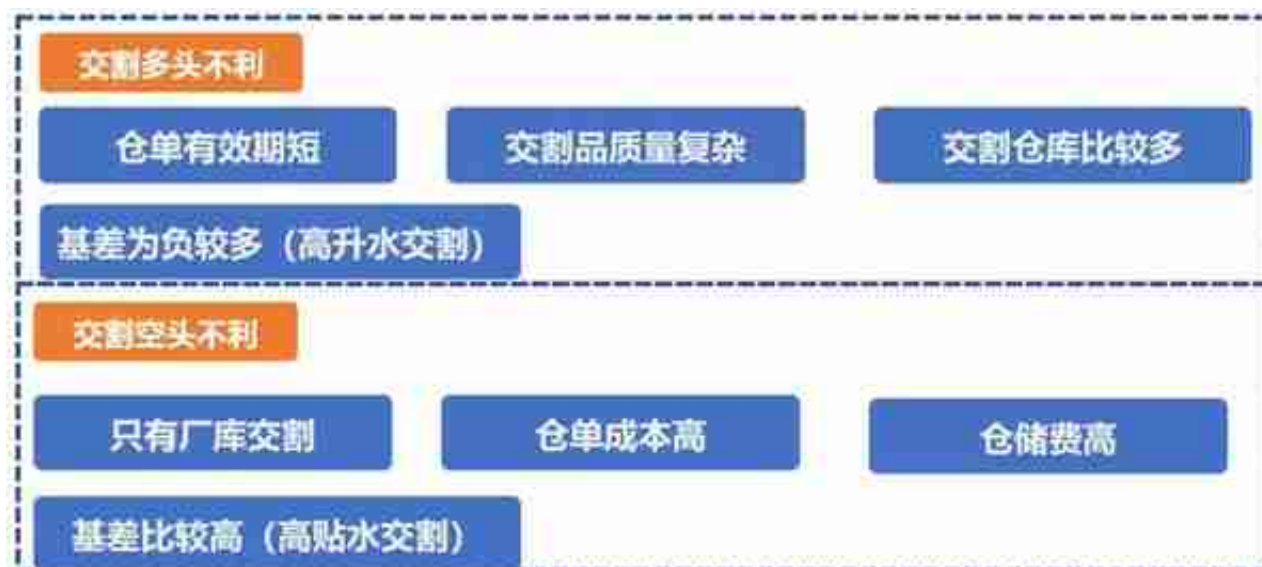 交割多头不利
仓单有效期短
交割品质量复杂
交割仓库比较多
基差为负较多（高升水交割）
交割空头不利
只有厂库交割
仓单成本高
仓储费高
基差比较高（高贴水交割）